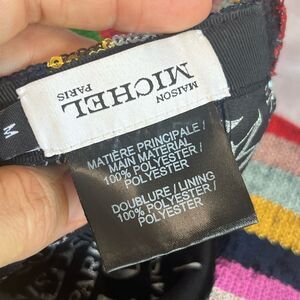 MAISON
MICHEL
PARIS
M
MATIÈRE PRINCIPALE /
MAIN MATERIAL
100% POLYESTER /
POLYESTER
DOUBLURE / LINING
100% POLYESTER /
POLYESTER